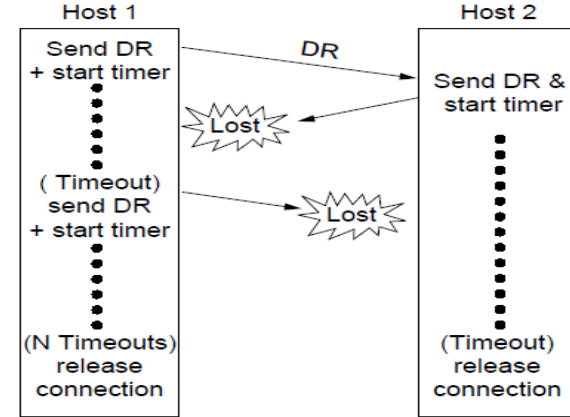 Host 1
Host 2
Send DR
+ start timer
DR
Send DR &
start timer
Lost
( Timeout)
send DR
+ start timer
Lost
(N Timeouts)
release
connection
(Timeout)
release
connection